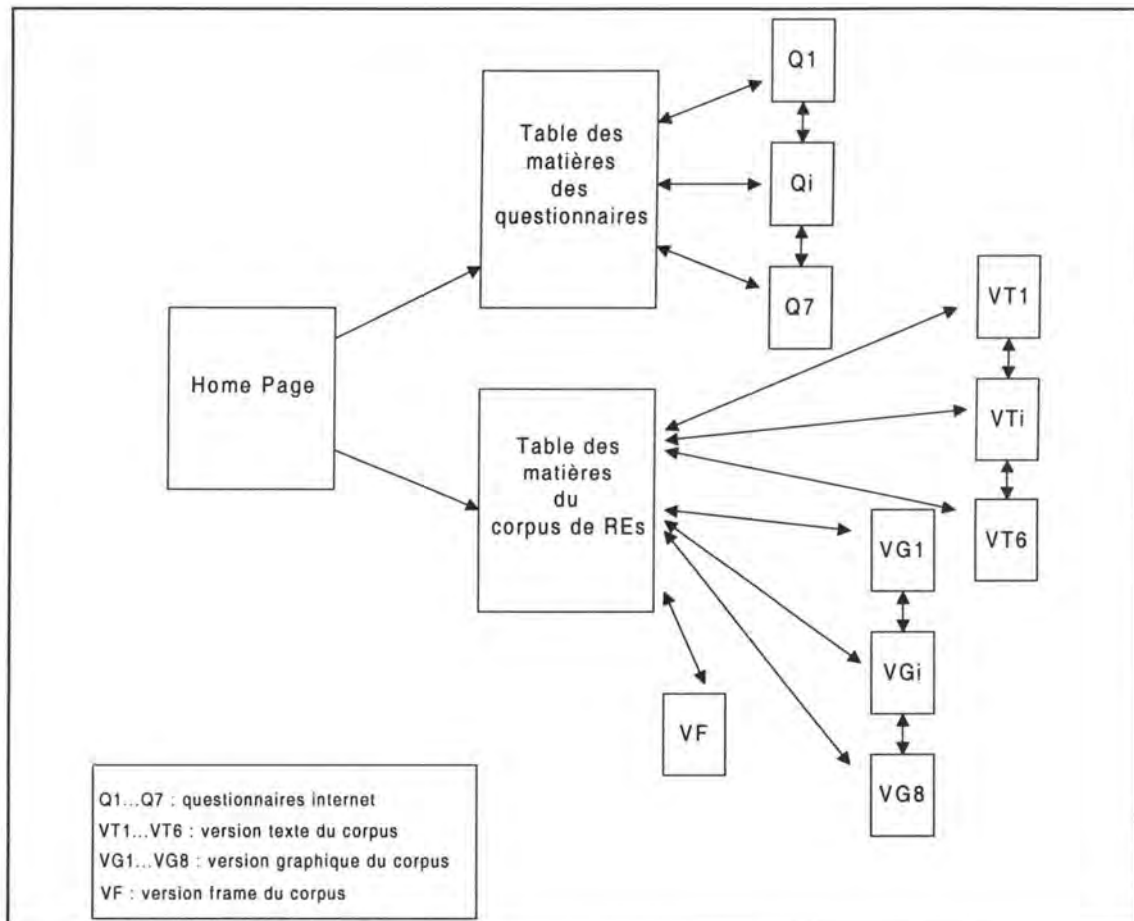 Q1
Table des
matières
des
questionnaires
Qi
Q7
VT1
Home Page
VTi
Table des
matières
du
corpus de REs
VT6
VG1
VGi
VF
VG8
Q1...Q7 : questionnaires internet
VT1...VT6 : version texte du corpus
VG1...VG8 : version graphique du corpus
VF : version frame du corpus